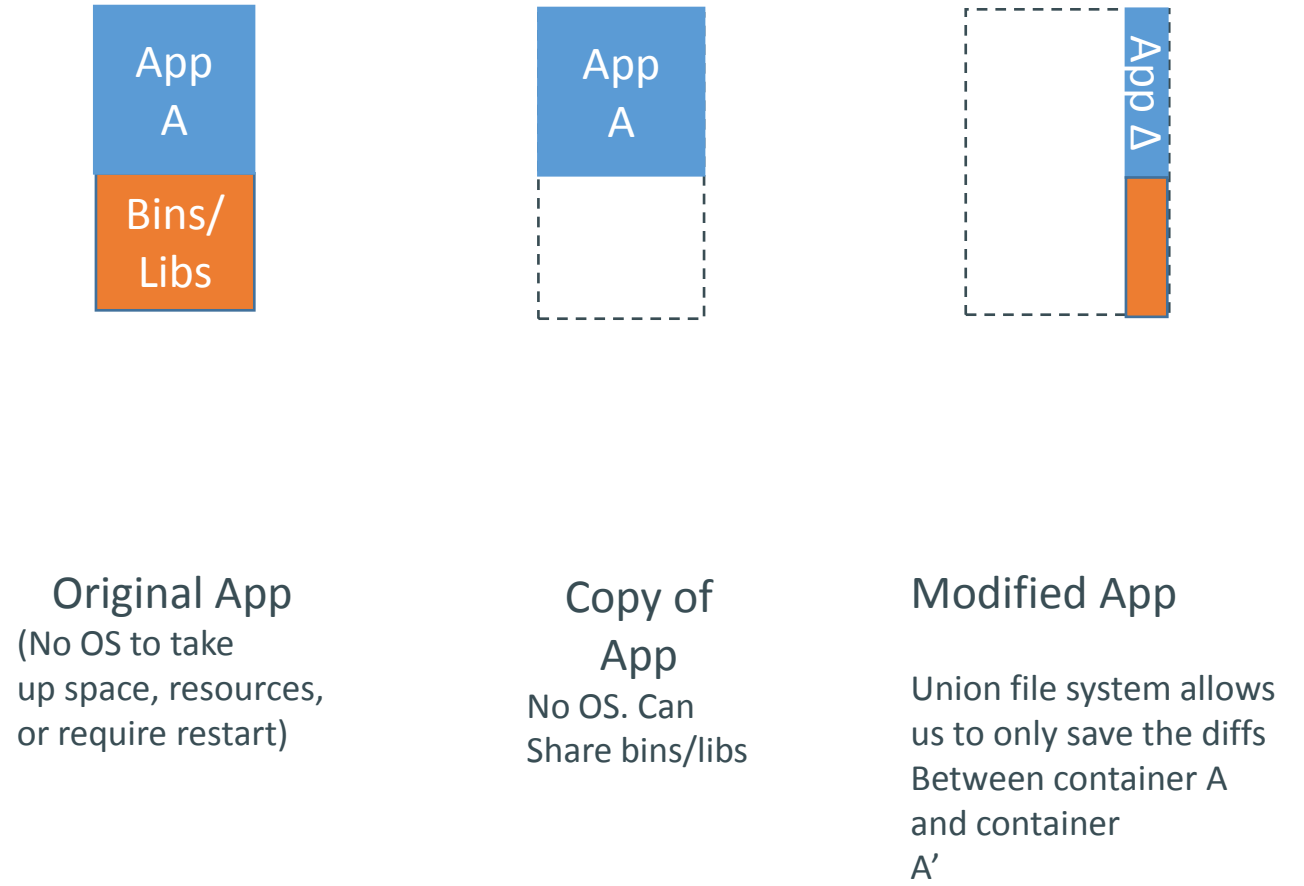 App
A
Bins/
Libs
App
A
App Δ
Original App
(No OS to take
up space, resources,
or require restart)
Copy of
App
No OS. Can
Share bins/libs
Modified App
Union file system allows
us to only save the diffs
Between container A
and container
A’